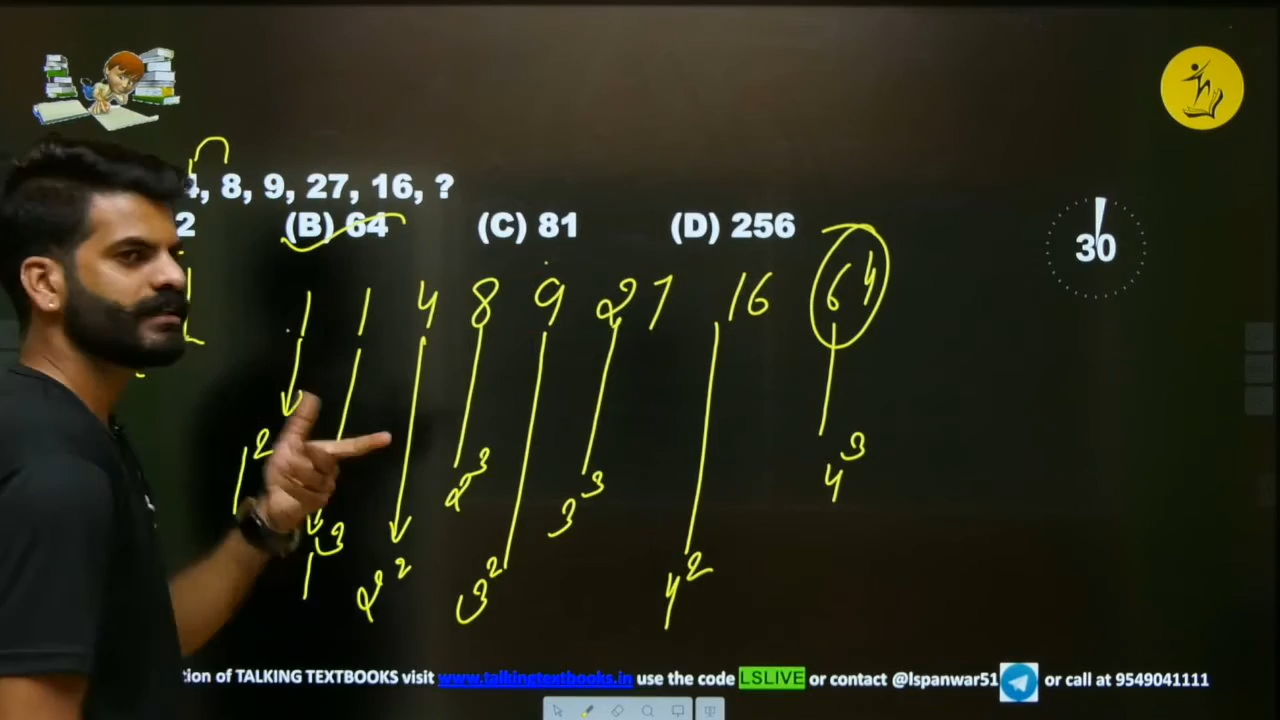 4, 8, 9, 27, 16, ?
2 (B) 64 (C) 81 (D) 256
30
1 1 4 8 9 27 16 64
1² 1³ 2² 2³ 3² 3³ 4² 4³
tion of TALKING TEXTBOOKS visit www.talkingtextbooks.in use the code LSLIVE or contact @lspanwar51 or call at 9549041111